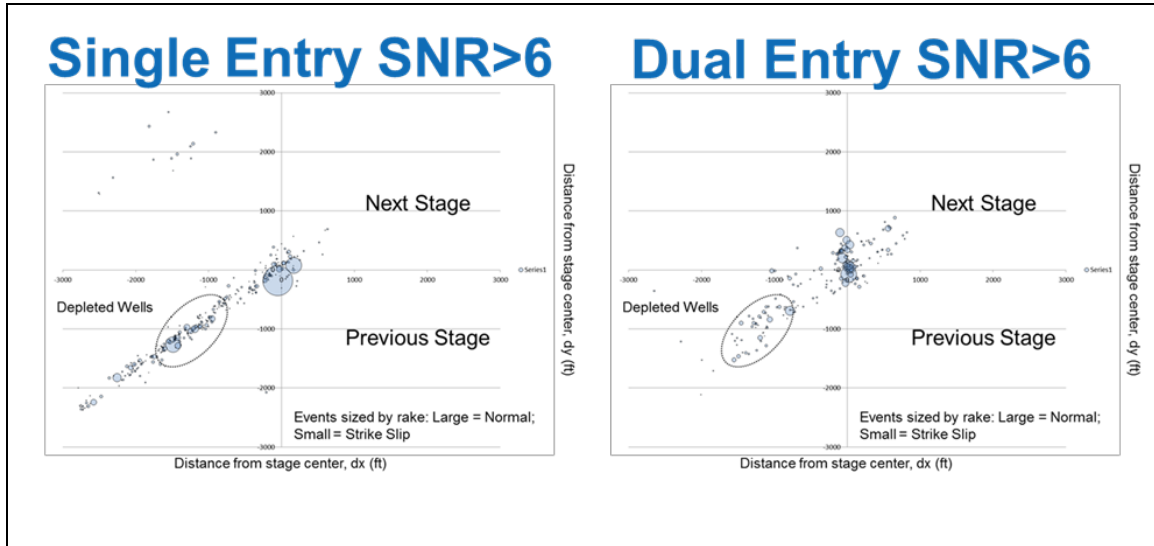 Single Entry SNR>6
3000
2000
Next Stage
1000
-3000
-2000
-1000
0
1000
2000
3000
Series1
Depleted Wells
-1000
Previous Stage
-2000
Events sized by rake: Large = Normal;
Small = Strike Slip
-3000
Distance from stage center, dx (ft)
Distance from stage center, dy (ft)
Dual Entry SNR>6
3000
2000
Next Stage
1000
-3000
-2000
-1000
0
1000
2000
3000
Series1
Depleted Wells
-1000
Previous Stage
-2000
Events sized by rake: Large = Normal;
Small = Strike Slip
-3000
Distance from stage center, dx (ft)
Distance from stage center, dy (ft)